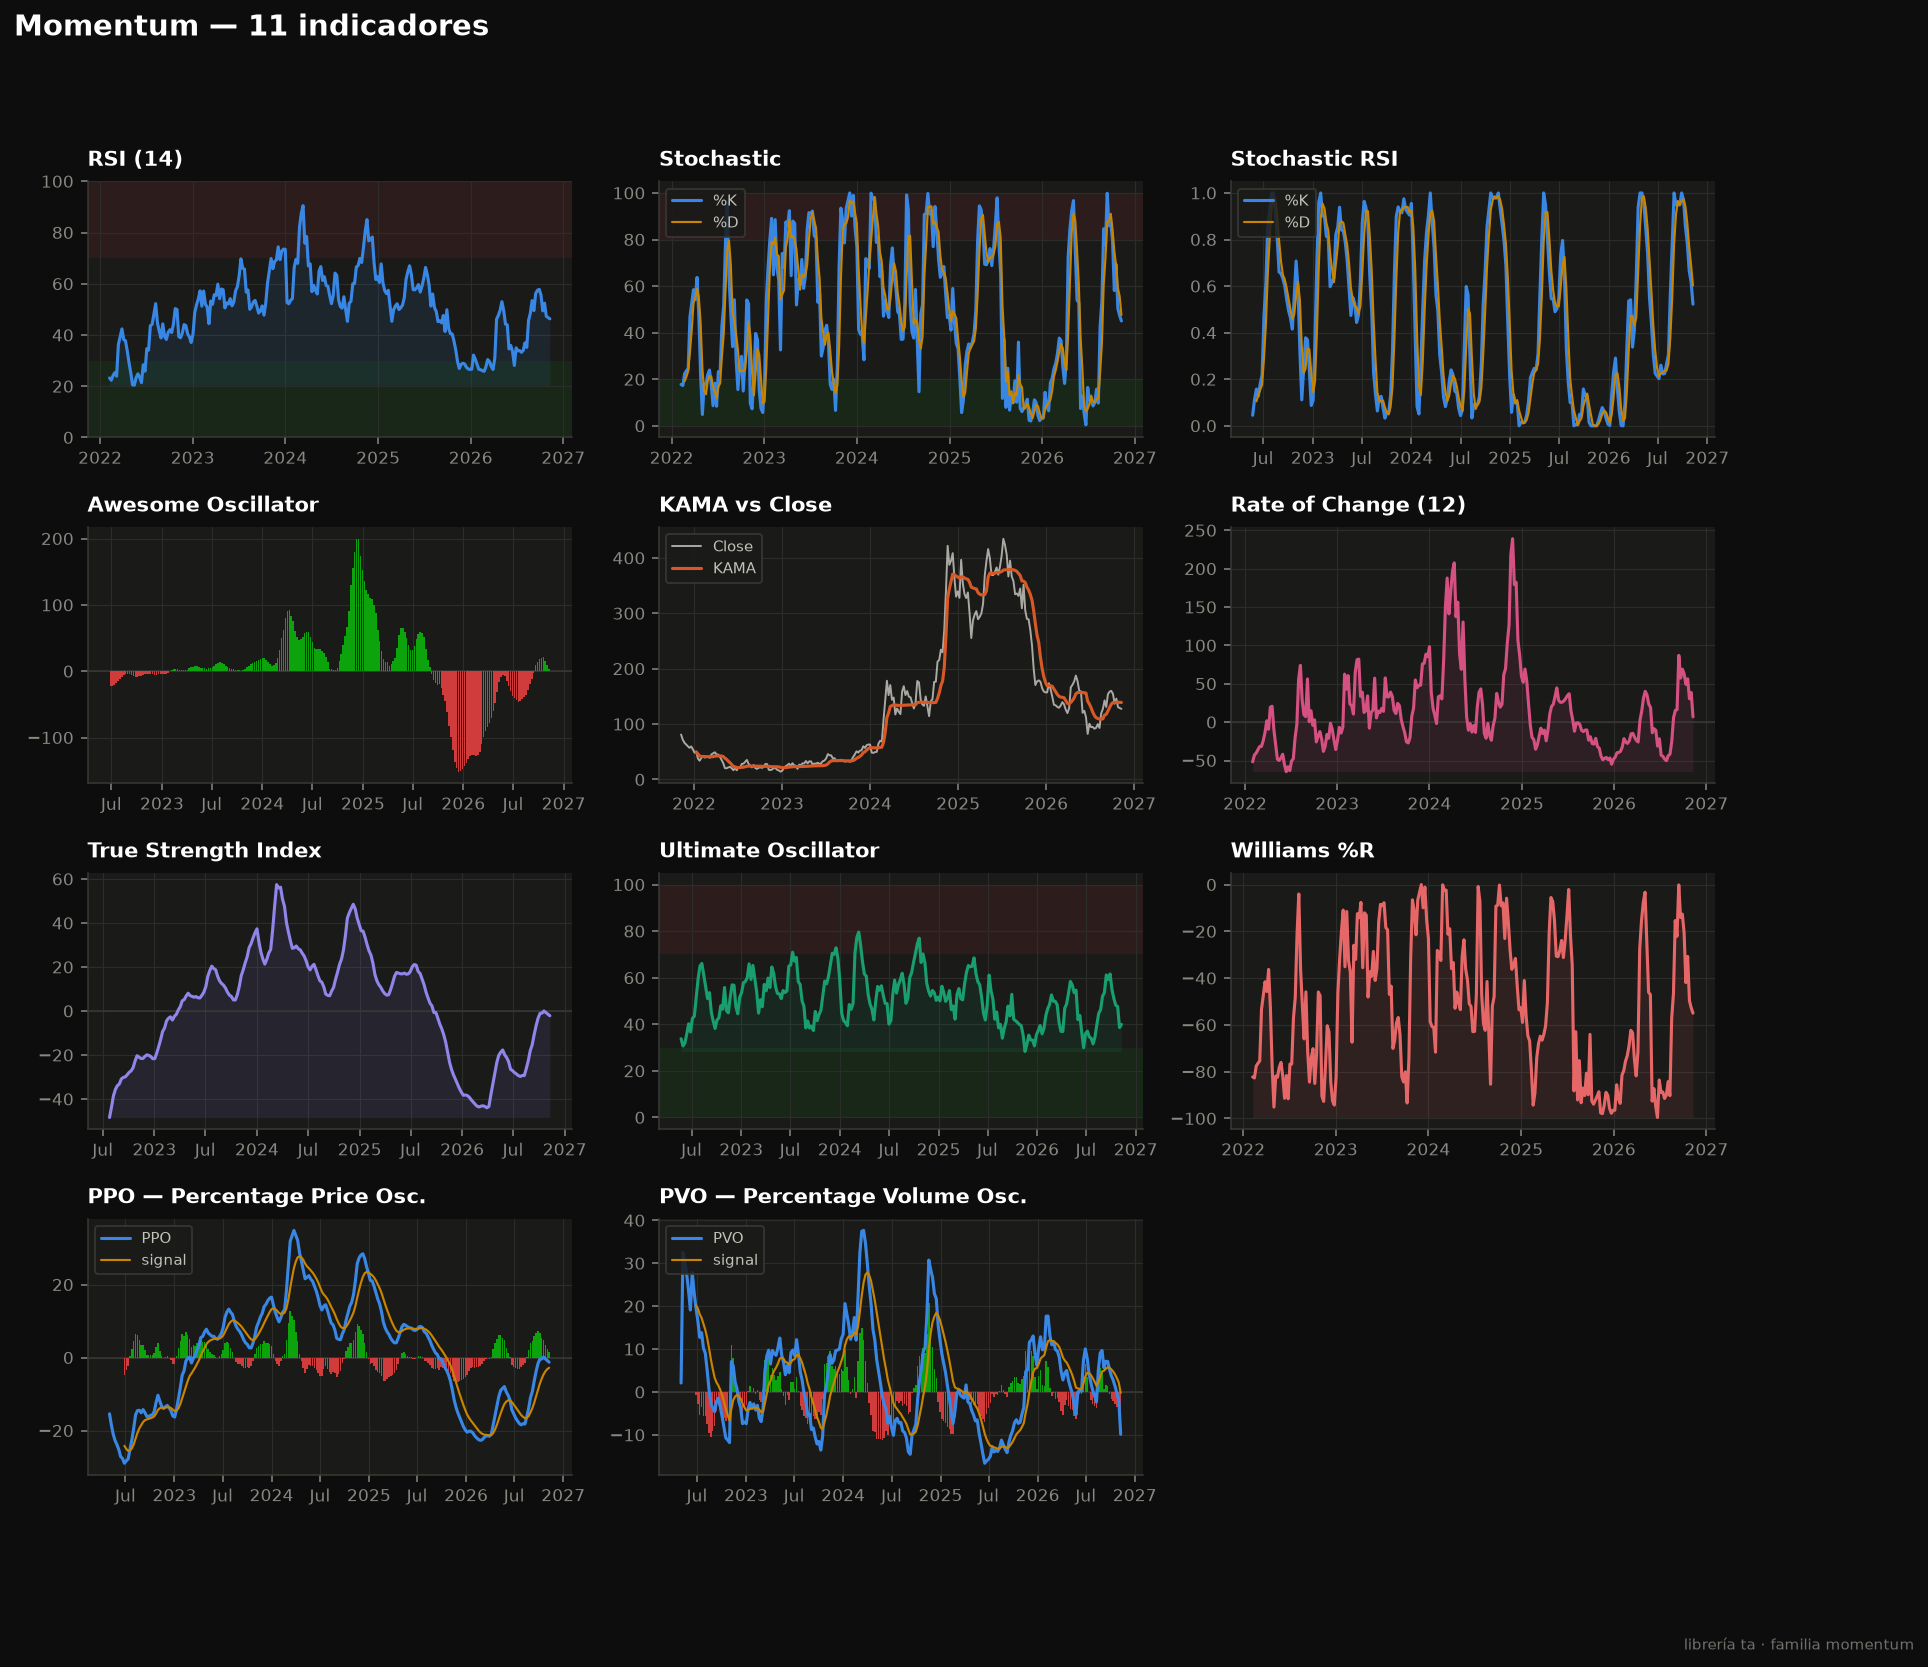 Momentum — 11 indicadores
RSI (14)
100
80
60
40
20
0
2022 2023 2024 2025 2026 2027
Stochastic
%K
%D
100
80
60
40
20
0
2022 2023 2024 2025 2026 2027
Stochastic RSI
%K
%D
1.0
0.8
0.6
0.4
0.2
0.0
Jul 2023 Jul 2024 Jul 2025 Jul 2026 Jul 2027
Awesome Oscillator
200
100
0
−100
Jul 2023 Jul 2024 Jul 2025 Jul 2026 Jul 2027
KAMA vs Close
Close
KAMA
400
300
200
100
0
2022 2023 2024 2025 2026 2027
Rate of Change (12)
250
200
150
100
50
0
−50
2022 2023 2024 2025 2026 2027
True Strength Index
60
40
20
0
−20
−40
Jul 2023 Jul 2024 Jul 2025 Jul 2026 Jul 2027
Ultimate Oscillator
100
80
60
40
20
0
Jul 2023 Jul 2024 Jul 2025 Jul 2026 Jul 2027
Williams %R
0
−20
−40
−60
−80
−100
2022 2023 2024 2025 2026 2027
PPO — Percentage Price Osc.
PPO
signal
20
0
−20
Jul 2023 Jul 2024 Jul 2025 Jul 2026 Jul 2027
PVO — Percentage Volume Osc.
PVO
signal
40
30
20
10
0
−10
Jul 2023 Jul 2024 Jul 2025 Jul 2026 Jul 2027
librería ta · familia momentum